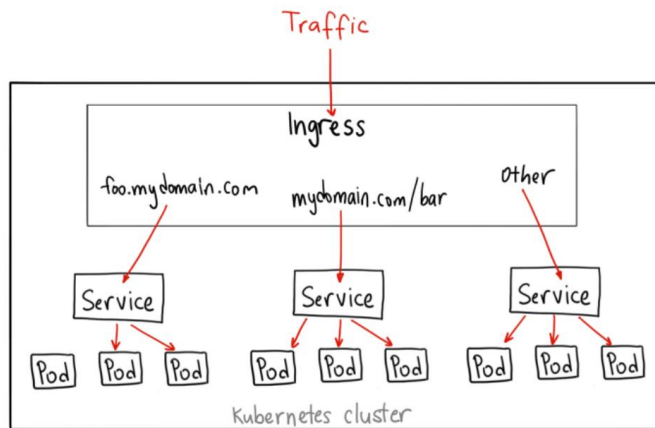 Traffic
Ingress
foo.mydomain.com
mydomain.com/bar
Other
Service
Service
Service
Pod
Pod
Pod
Pod
Pod
Pod
Pod
Pod
Pod
Kubernetes cluster